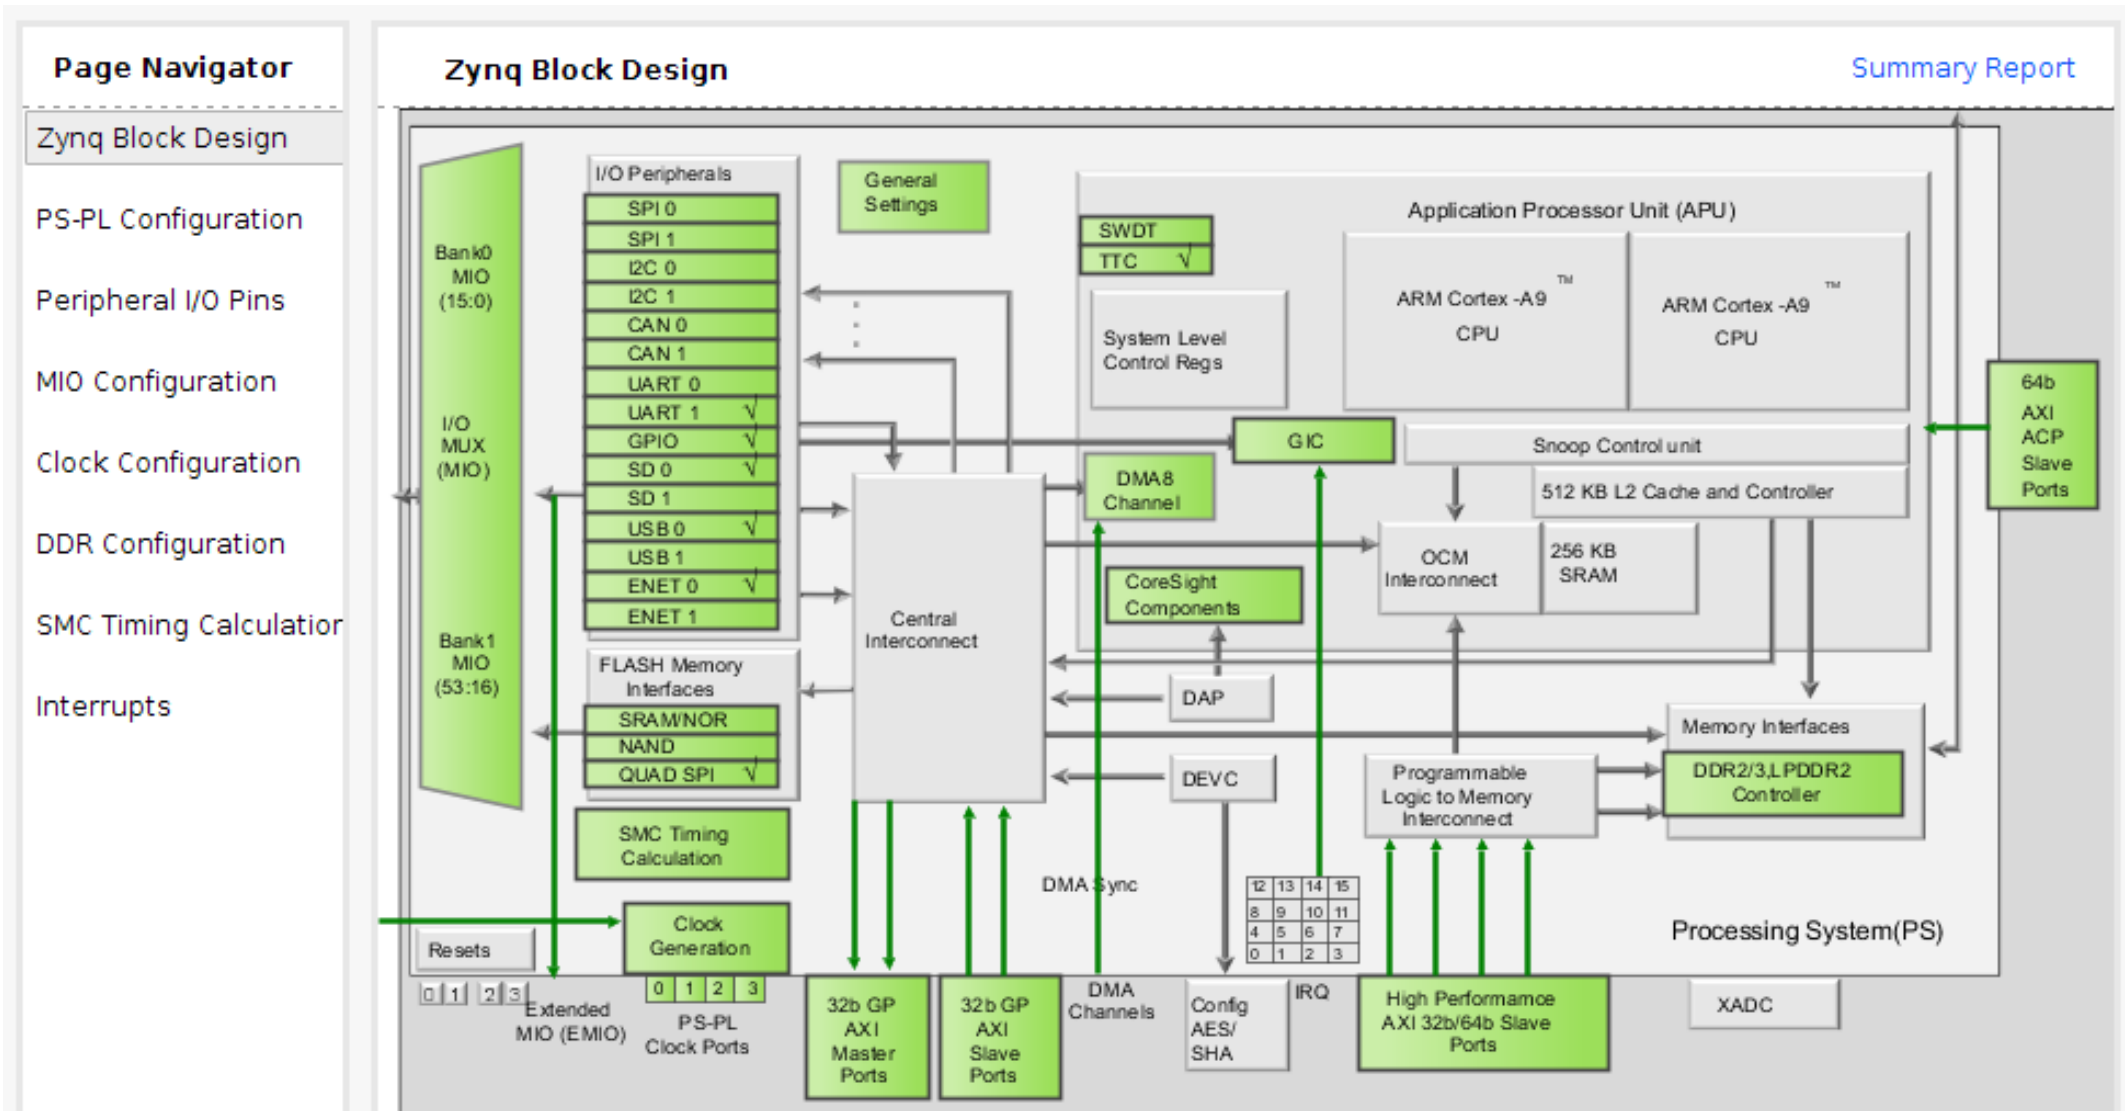 Page Navigator
Zynq Block Design
PS-PL Configuration
Peripheral I/O Pins
MIO Configuration
Clock Configuration
DDR Configuration
SMC Timing Calculation
Interrupts
Zynq Block Design
Summary Report
Bank0
MIO
(15:0)
I/O
MUX
(MIO)
Bank1
MIO
(53:16)
I/O Peripherals
SPI 0
SPI 1
I2C 0
I2C 1
CAN 0
CAN 1
UART 0
UART 1 √
GPIO √
SD 0 √
SD 1
USB 0 √
USB 1
ENET 0 √
ENET 1
FLASH Memory
Interfaces
SRAM/NOR
NAND
QUAD SPI √
SMC Timing
Calculation
Clock
Generation
0 1 2 3
PS-PL
Clock Ports
Resets
0 1 2 3
Extended
MIO (EMIO)
General
Settings
Central
Interconnect
32b GP
AXI
Master
Ports
32b GP
AXI
Slave
Ports
DMA Sync
DMA
Channels
Application Processor Unit (APU)
SWDT
TTC √
System Level
Control Regs
ARM Cortex -A9 ™
CPU
ARM Cortex -A9 ™
CPU
GIC
Snoop Control unit
DMA8
Channel
512 KB L2 Cache and Controller
OCM
Interconnect
256 KB
SRAM
CoreSight
Components
DAP
DEVC
Config
AES/
SHA
12 13 14 15
8 9 10 11
4 5 6 7
0 1 2 3
IRQ
Programmable
Logic to Memory
Interconnect
Memory Interfaces
DDR2/3,LPDDR2
Controller
High Performamce
AXI 32b/64b Slave
Ports
Processing System(PS)
XADC
64b
AXI
ACP
Slave
Ports